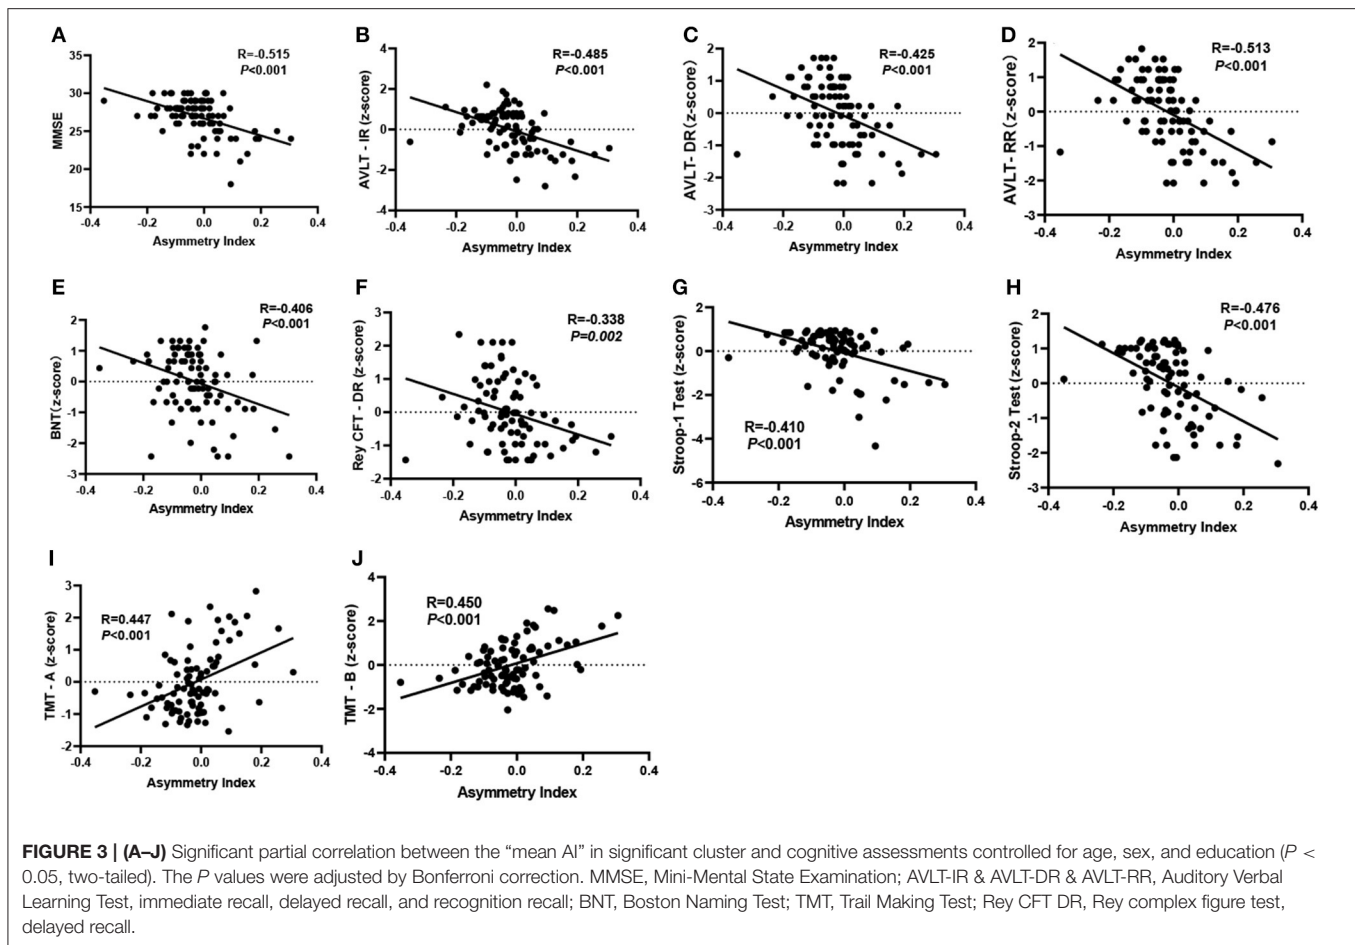 A
R=-0.515
P<0.001
MMSE
35
30
25
20
15
-0.4 -0.2 0.0 0.2 0.4
Asymmetry Index
B
R=-0.485
P<0.001
AVLT - IR (z-score)
4
2
0
-2
-4
-0.4 -0.2 0.0 0.2 0.4
Asymmetry Index
C
R=-0.425
P<0.001
AVLT- DR (z-score)
2
1
0
-1
-2
-3
-0.4 -0.2 0.0 0.2 0.4
Asymmetry Index
D
R=-0.513
P<0.001
AVLT- RR (z-score)
2
1
0
-1
-2
-3
-0.4 -0.2 0.0 0.2 0.4
Asymmetry Index
E
R=-0.406
P<0.001
BNT(z-score)
2
1
0
-1
-2
-3
-0.4 -0.2 0.0 0.2 0.4
Asymmetry Index
F
R=-0.338
P=0.002
Rey CFT - DR (z-score)
3
2
1
0
-1
-2
-0.4 -0.2 0.0 0.2 0.4
Asymmetry Index
G
R=-0.410
P<0.001
Stroop-1 Test (z-score)
2
0
-2
-4
-6
-0.4 -0.2 0.0 0.2 0.4
Asymmetry Index
H
R=-0.476
P<0.001
Stroop-2 Test (z-score)
2
1
0
-1
-2
-3
-0.4 -0.2 0.0 0.2 0.4
Asymmetry Index
I
R=0.447
P<0.001
TMT - A (z-score)
3
2
1
0
-1
-2
-0.4 -0.2 0.0 0.2 0.4
Asymmetry Index
J
R=0.450
P<0.001
TMT - B (z-score)
4
2
0
-2
-4
-0.4 -0.2 0.0 0.2 0.4
Asymmetry Index
FIGURE 3 | (A–J) Significant partial correlation between the “mean AI” in significant cluster and cognitive assessments controlled for age, sex, and education (P <
0.05, two-tailed). The P values were adjusted by Bonferroni correction. MMSE, Mini-Mental State Examination; AVLT-IR & AVLT-DR & AVLT-RR, Auditory Verbal
Learning Test, immediate recall, delayed recall, and recognition recall; BNT, Boston Naming Test; TMT, Trail Making Test; Rey CFT DR, Rey complex figure test,
delayed recall.